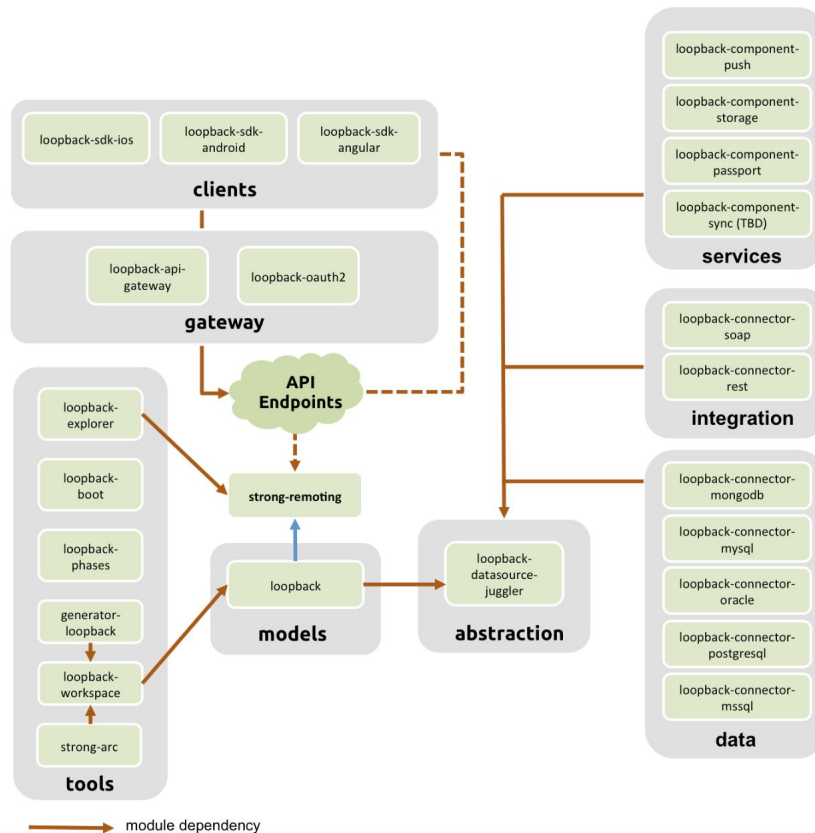 loopback-sdk-ios
loopback-sdk-
android
loopback-sdk-
angular
clients
loopback-api-
gateway
loopback-oauth2
gateway
API
Endpoints
strong-remoting
loopback-
explorer
loopback-
boot
loopback-
phases
generator-
loopback
loopback-
workspace
strong-arc
tools
loopback
models
loopback-
datasource-
juggler
abstraction
loopback-component-
push
loopback-component-
storage
loopback-component-
passport
loopback-component-
sync (TBD)
services
loopback-connector-
soap
loopback-connector-
rest
integration
loopback-connector-
mongodb
loopback-connector-
mysql
loopback-connector-
oracle
loopback-connector-
postgresql
loopback-connector-
mssql
data
module dependency